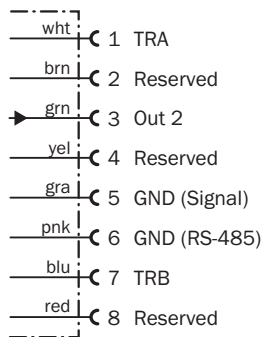 wht 1 TRA
brn 2 Reserved
grn 3 Out 2
yel 4 Reserved
gra 5 GND (Signal)
pnk 6 GND (RS-485)
blu 7 TRB
red 8 Reserved